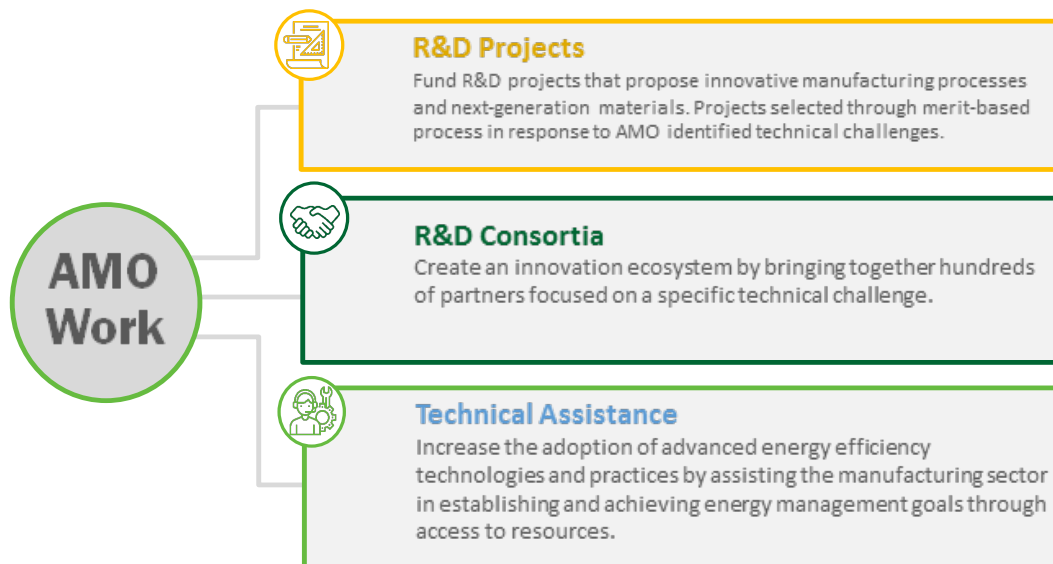 AMO
Work
R&D Projects
Fund R&D projects that propose innovative manufacturing processes
and next-generation materials. Projects selected through merit-based
process in response to AMO identified technical challenges.
R&D Consortia
Create an innovation ecosystem by bringing together hundreds
of partners focused on a specific technical challenge.
Technical Assistance
Increase the adoption of advanced energy efficiency
technologies and practices by assisting the manufacturing sector
in establishing and achieving energy management goals through
access to resources.